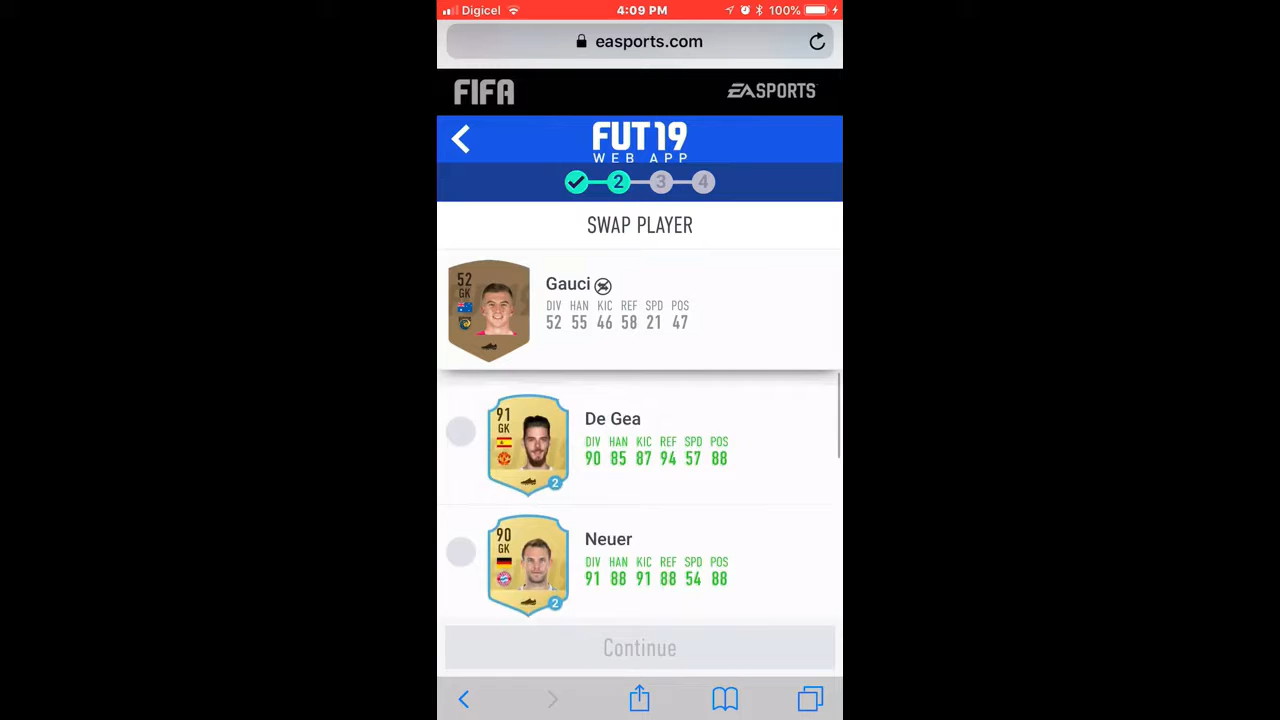 Digicel 4:09 PM 100%
easports.com
FIFA EA SPORTS
FUT19
WEB APP
2 3 4
SWAP PLAYER
52
GK
Gauci
DIV HAN KIC REF SPD POS
52 55 46 58 21 47
91
GK
De Gea
DIV HAN KIC REF SPD POS
90 85 87 94 57 88
2
90
GK
Neuer
DIV HAN KIC REF SPD POS
91 88 91 88 54 88
2
Continue